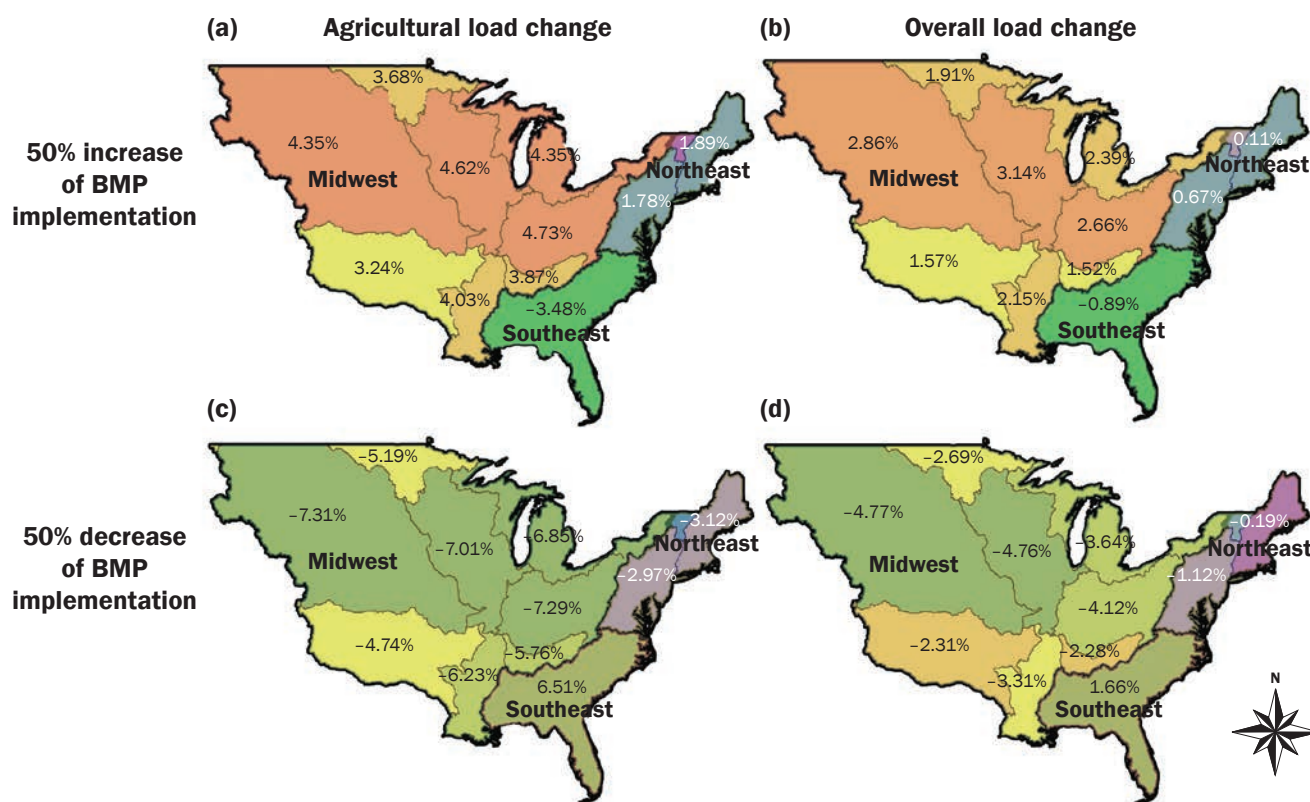 (a)
Agricultural load change
(b)
Overall load change
50% increase
of BMP
implementation
3.68%
4.35%
4.62%
4.35%
1.89%
Midwest
Northeast
1.78%
4.73%
3.24%
3.87%
4.03%
−3.48%
Southeast
1.91%
2.86%
3.14%
2.39%
0.11%
Midwest
Northeast
0.67%
2.66%
1.57%
1.52%
2.15%
−0.89%
Southeast
(c)
(d)
50% decrease
of BMP
implementation
−5.19%
−7.31%
−7.01%
−6.85%
−3.12%
Midwest
Northeast
−2.97%
−7.29%
−4.74%
−5.76%
−6.23%
6.51%
Southeast
−2.69%
−4.77%
−4.76%
−3.64%
−0.19%
Midwest
Northeast
−1.12%
−4.12%
−2.31%
−2.28%
−3.31%
1.66%
Southeast
N